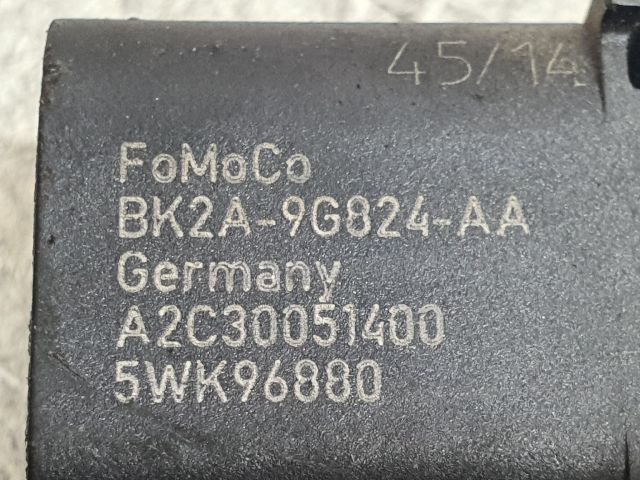 45/14
FoMoCo
BK2A-9G824-AA
Germany
A2C30051400
5WK96880